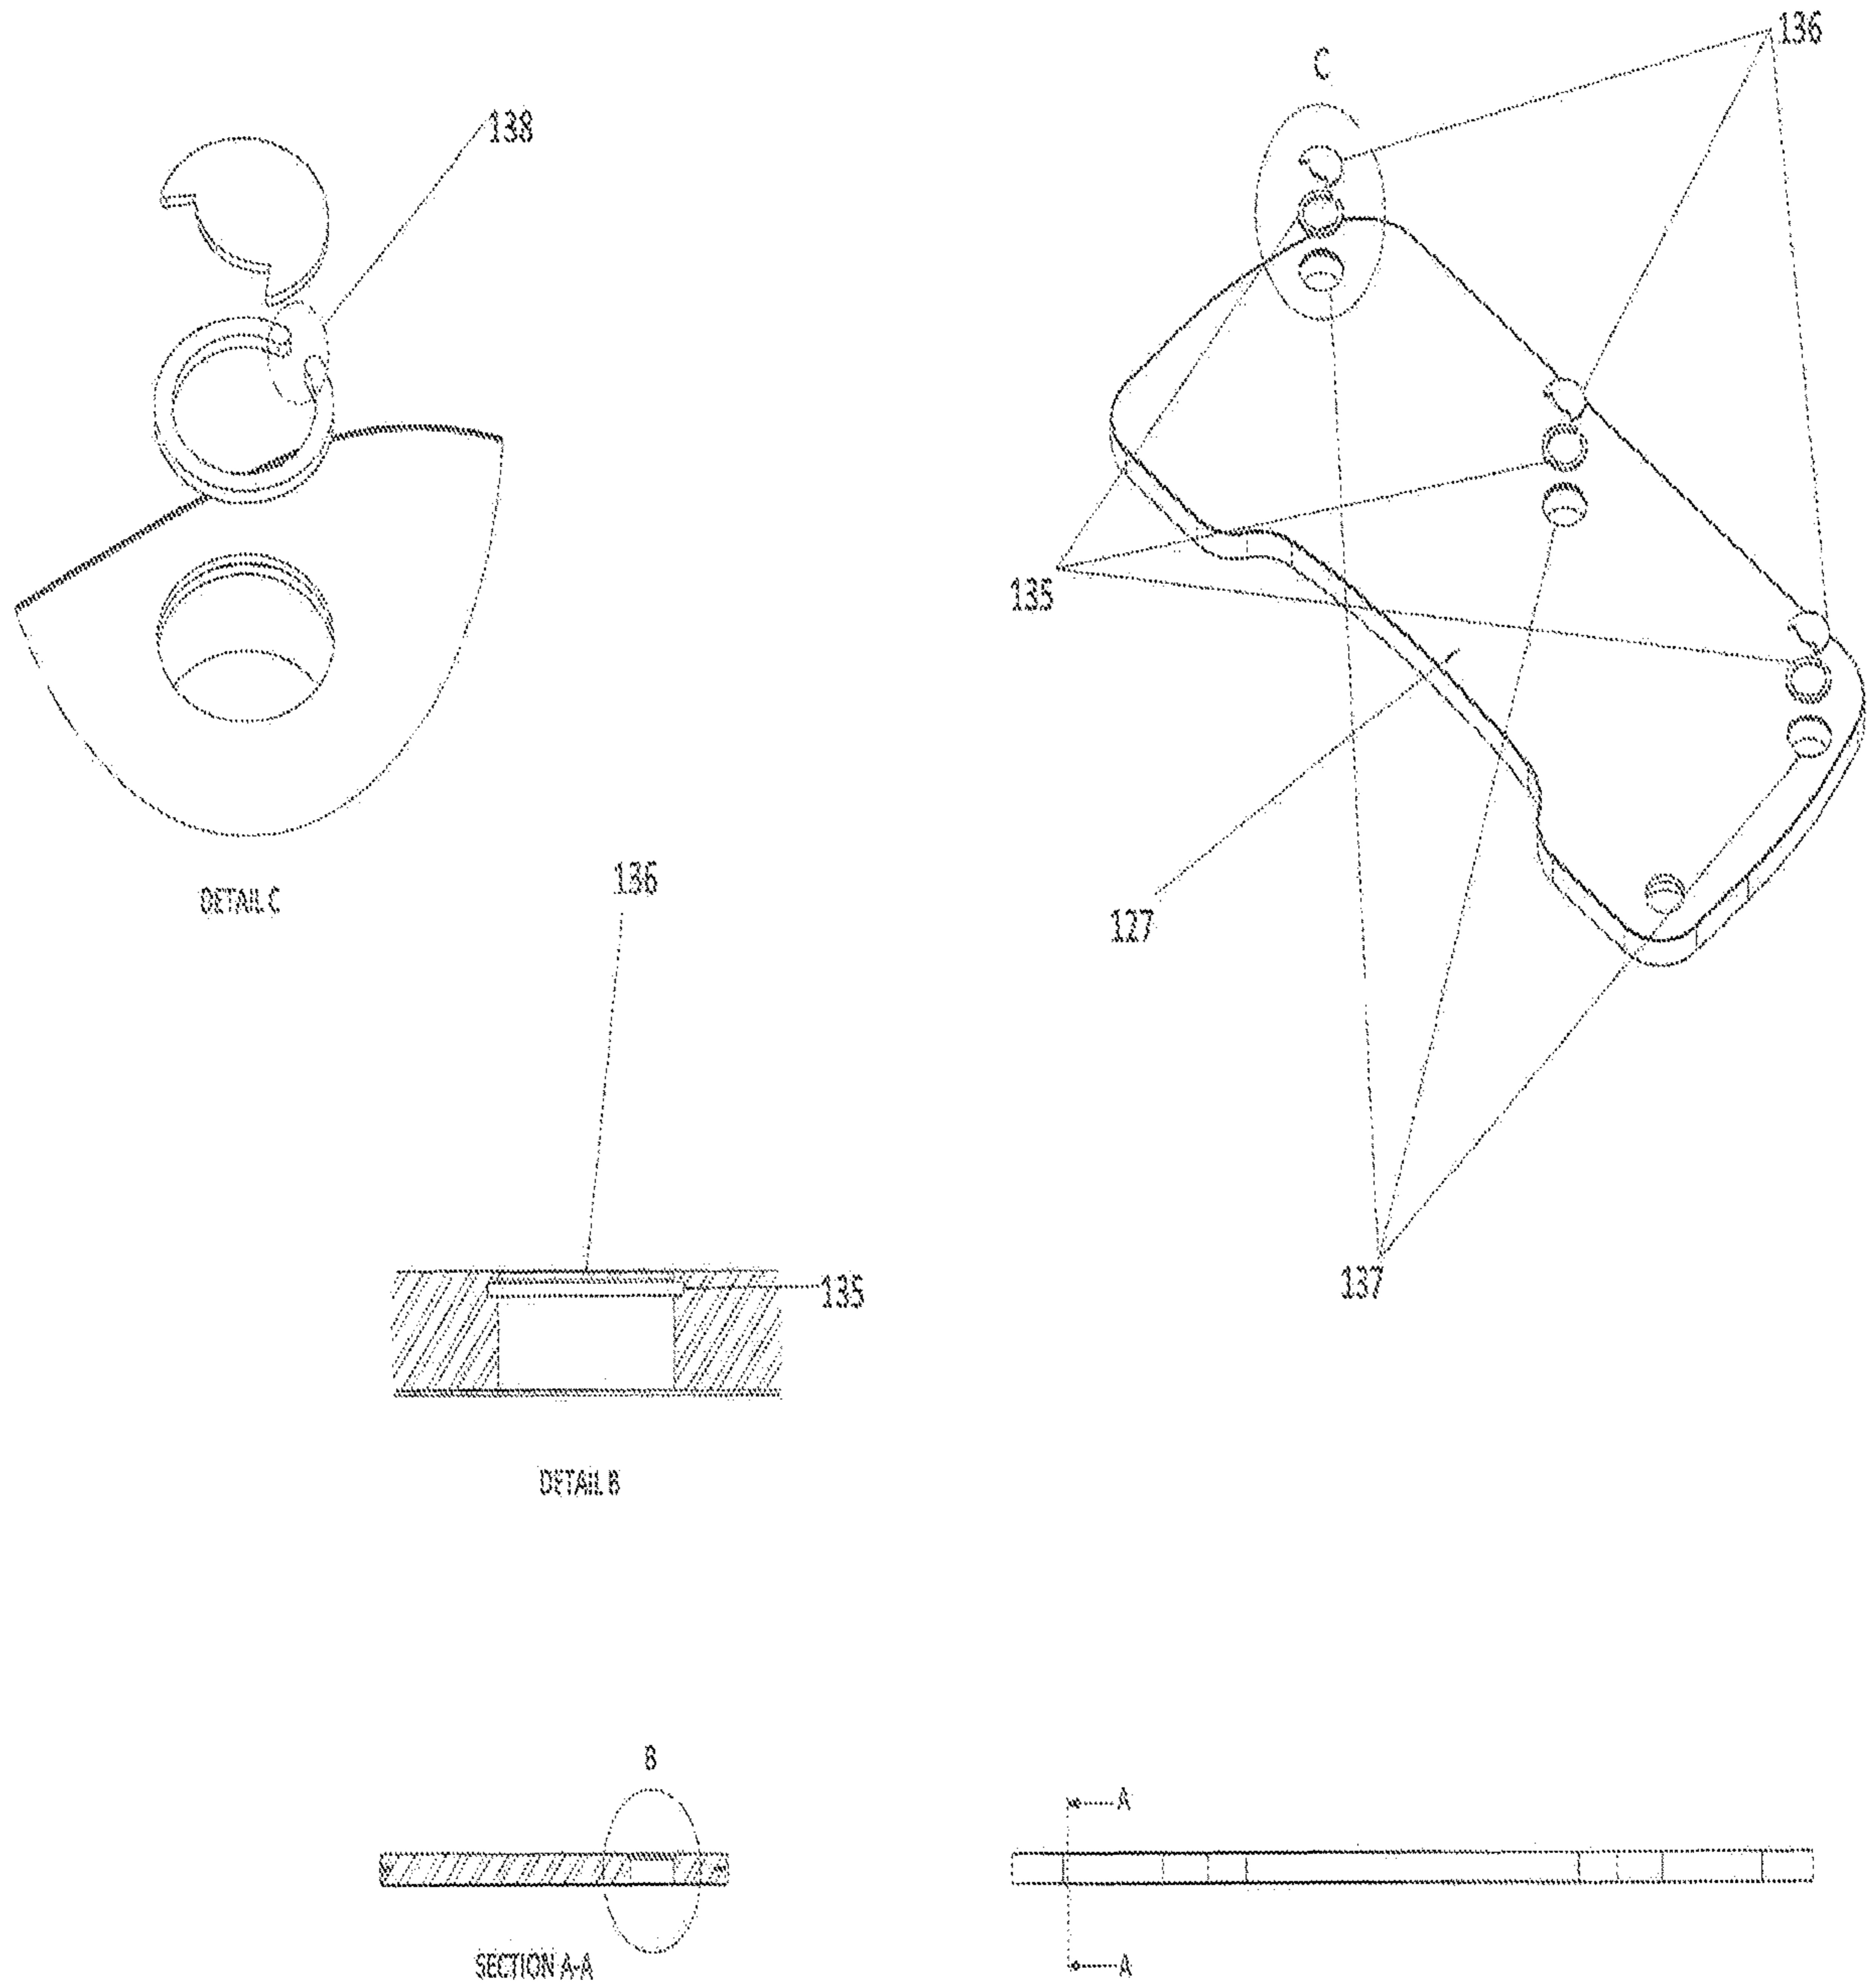 136
C
138
135
127
DETAIL C
136
137
135
DETAIL B
B
A
A
SECTION A-A